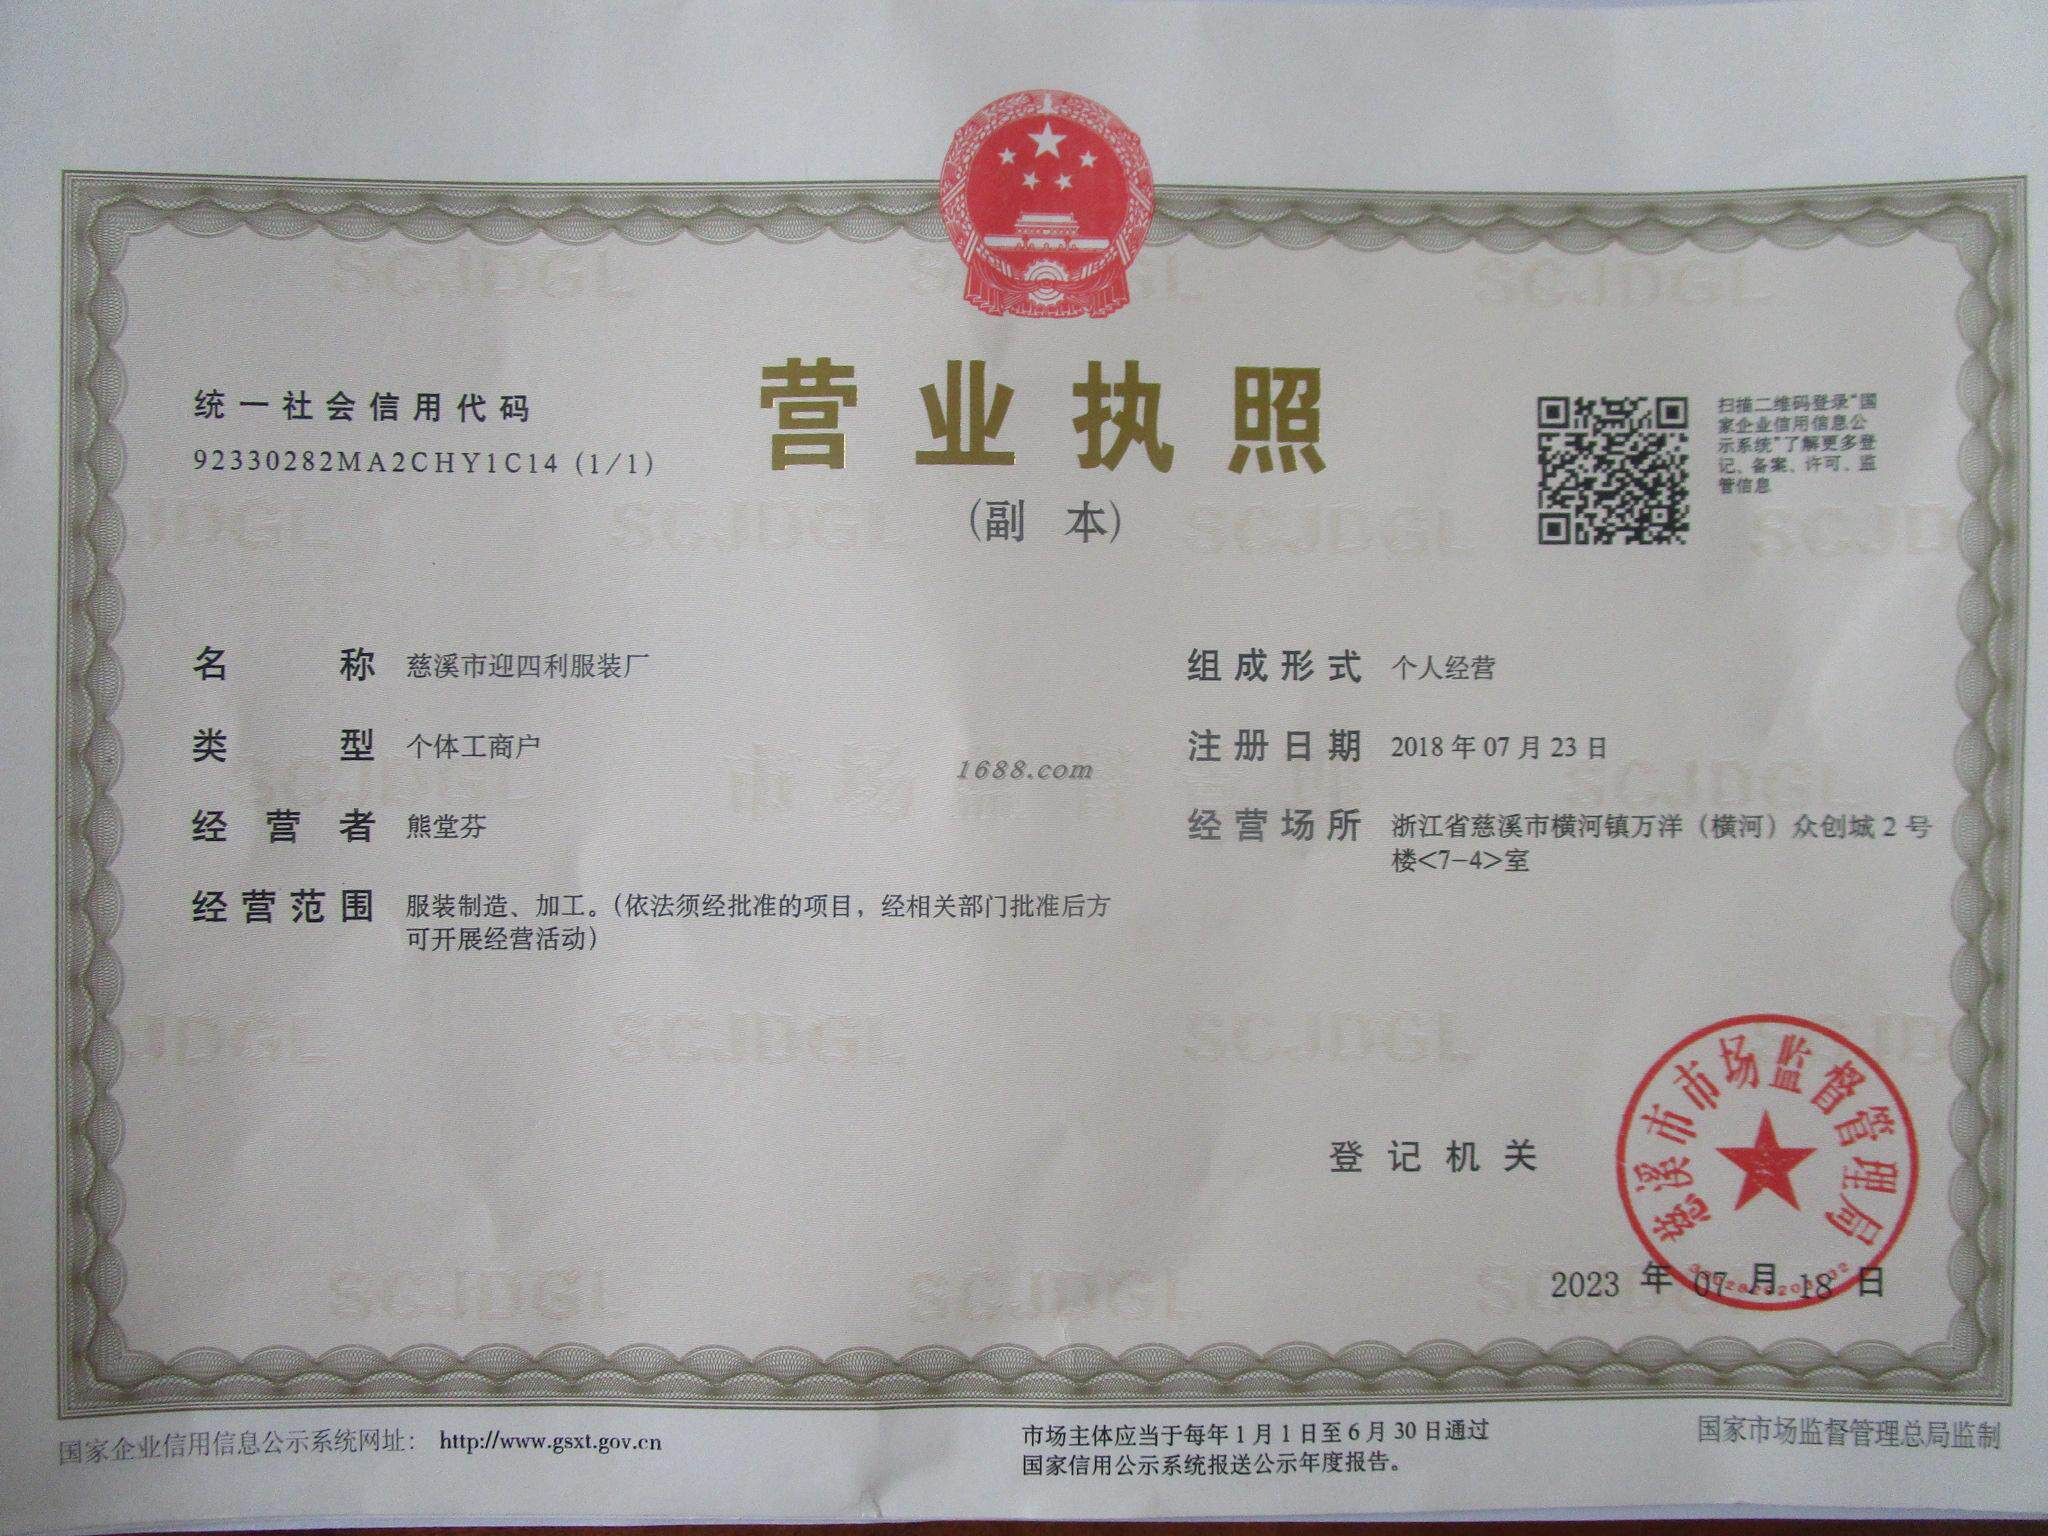 统一社会信用代码
92330282MA2CHY1C14 (1/1)
营业执照
(副 本)
扫描二维码登录“国
家企业信用信息公
示系统”了解更多登
记、备案、许可、监
管信息
名 称 慈溪市迎四利服装厂
类 型 个体工商户
经 营 者 熊堂芬
经营范围 服装制造、加工。(依法须经批准的项目，经相关部门批准后方
可开展经营活动)
组成形式 个人经营
注册日期 2018 年 07 月 23 日
经营场所 浙江省慈溪市横河镇万洋（横河）众创城 2 号
楼<7-4>室
1688.com
SCJDGL
登记机关
慈溪市市场监督管理局
2023 年 07 月 18 日
国家企业信用信息公示系统网址： http://www.gsxt.gov.cn
市场主体应当于每年 1 月 1 日至 6 月 30 日通过
国家信用公示系统报送公示年度报告。
国家市场监督管理总局监制